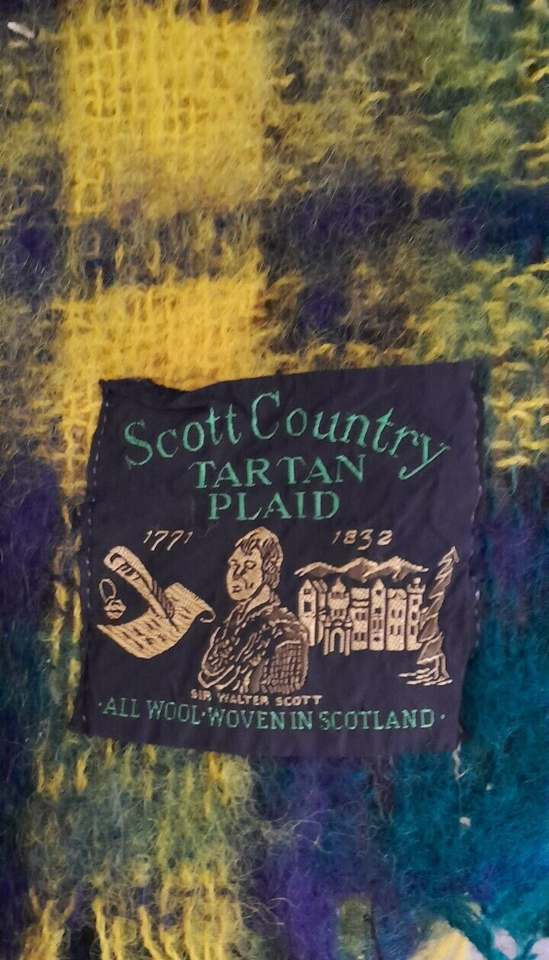 Scott Country
TARTAN
PLAID
1771 1832
SIR WALTER SCOTT
·ALL WOOL·WOVEN IN SCOTLAND·